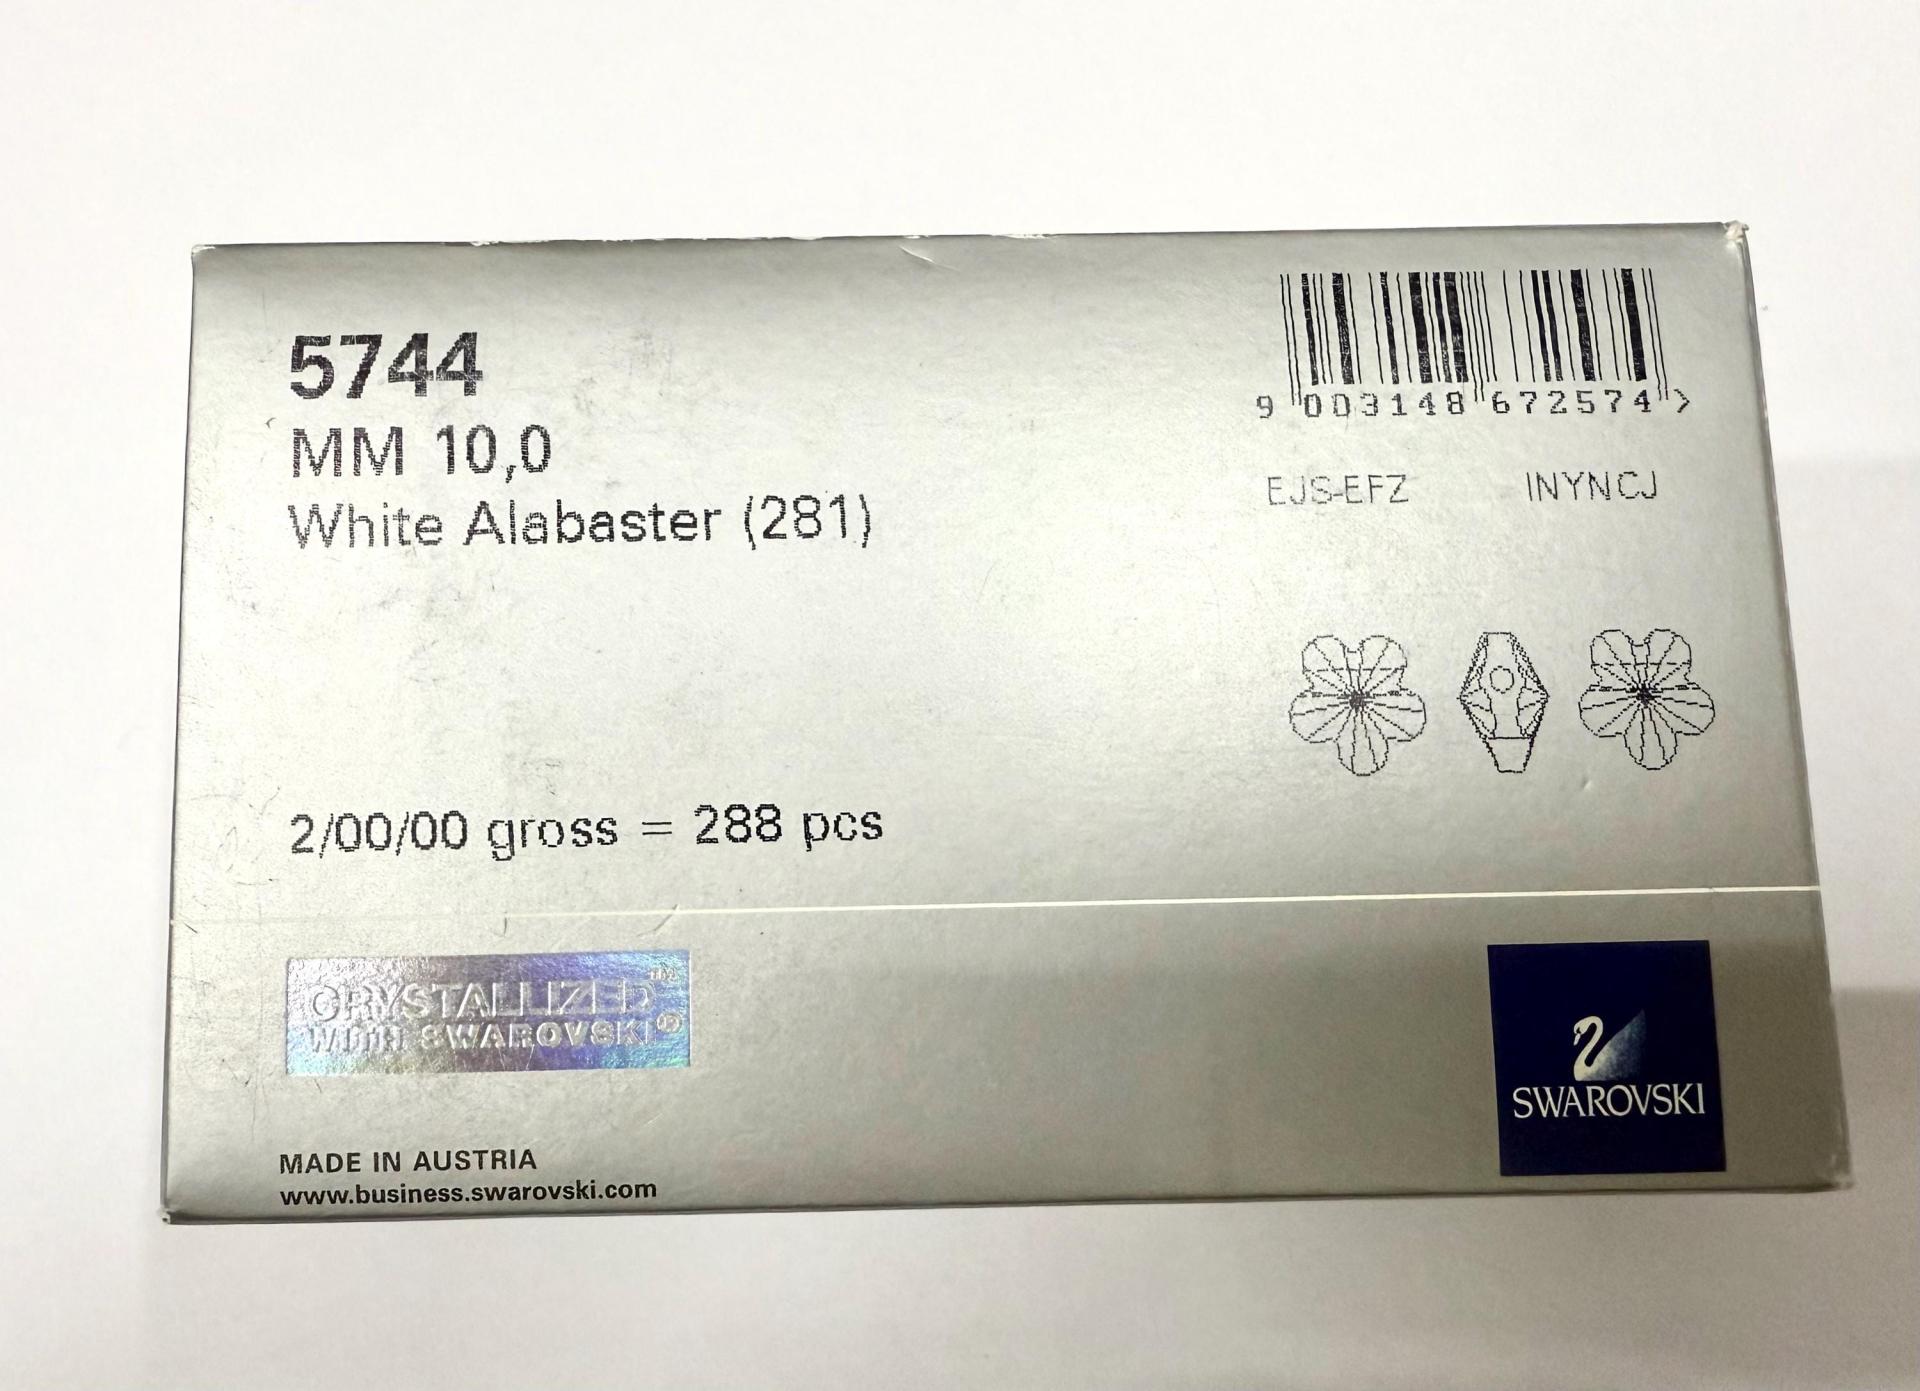 5744
MM 10,0
White Alabaster (281)
9 003148 672574 >
EJS-EFZ INYNCJ
2/00/00 gross = 288 pcs
CRYSTALLIZED™
WITH SWAROVSKI®
SWAROVSKI
MADE IN AUSTRIA
www.business.swarovski.com